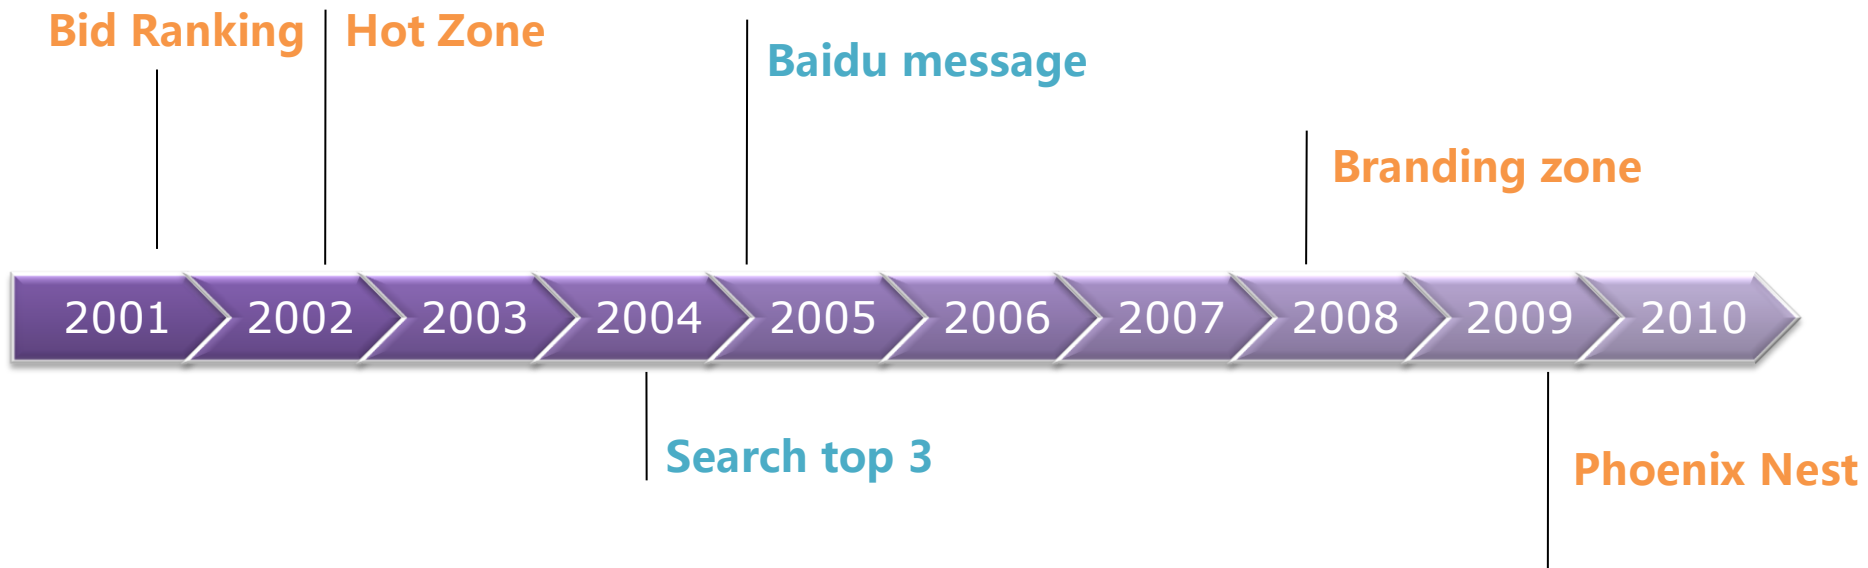 Bid Ranking
Hot Zone
Baidu message
Branding zone
2001 2002 2003 2004 2005 2006 2007 2008 2009 2010
Search top 3
Phoenix Nest